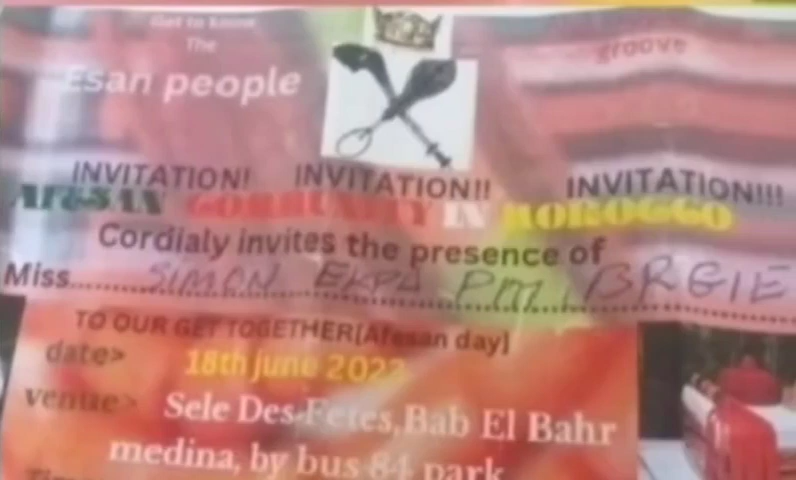 Get to know
The
Esan people
groove
INVITATION! INVITATION!! INVITATION!!!
AFESAN COMMUNITY IN MOROCCO
Cordialy invites the presence of
Miss...... SIMON EKPA PM, BRGIE
TO OUR GET TOGETHER[Afesan day]
date> 18th june 2022
venue> Sele Des Fetes, Bab El Bahr
medina, by bus 84 park